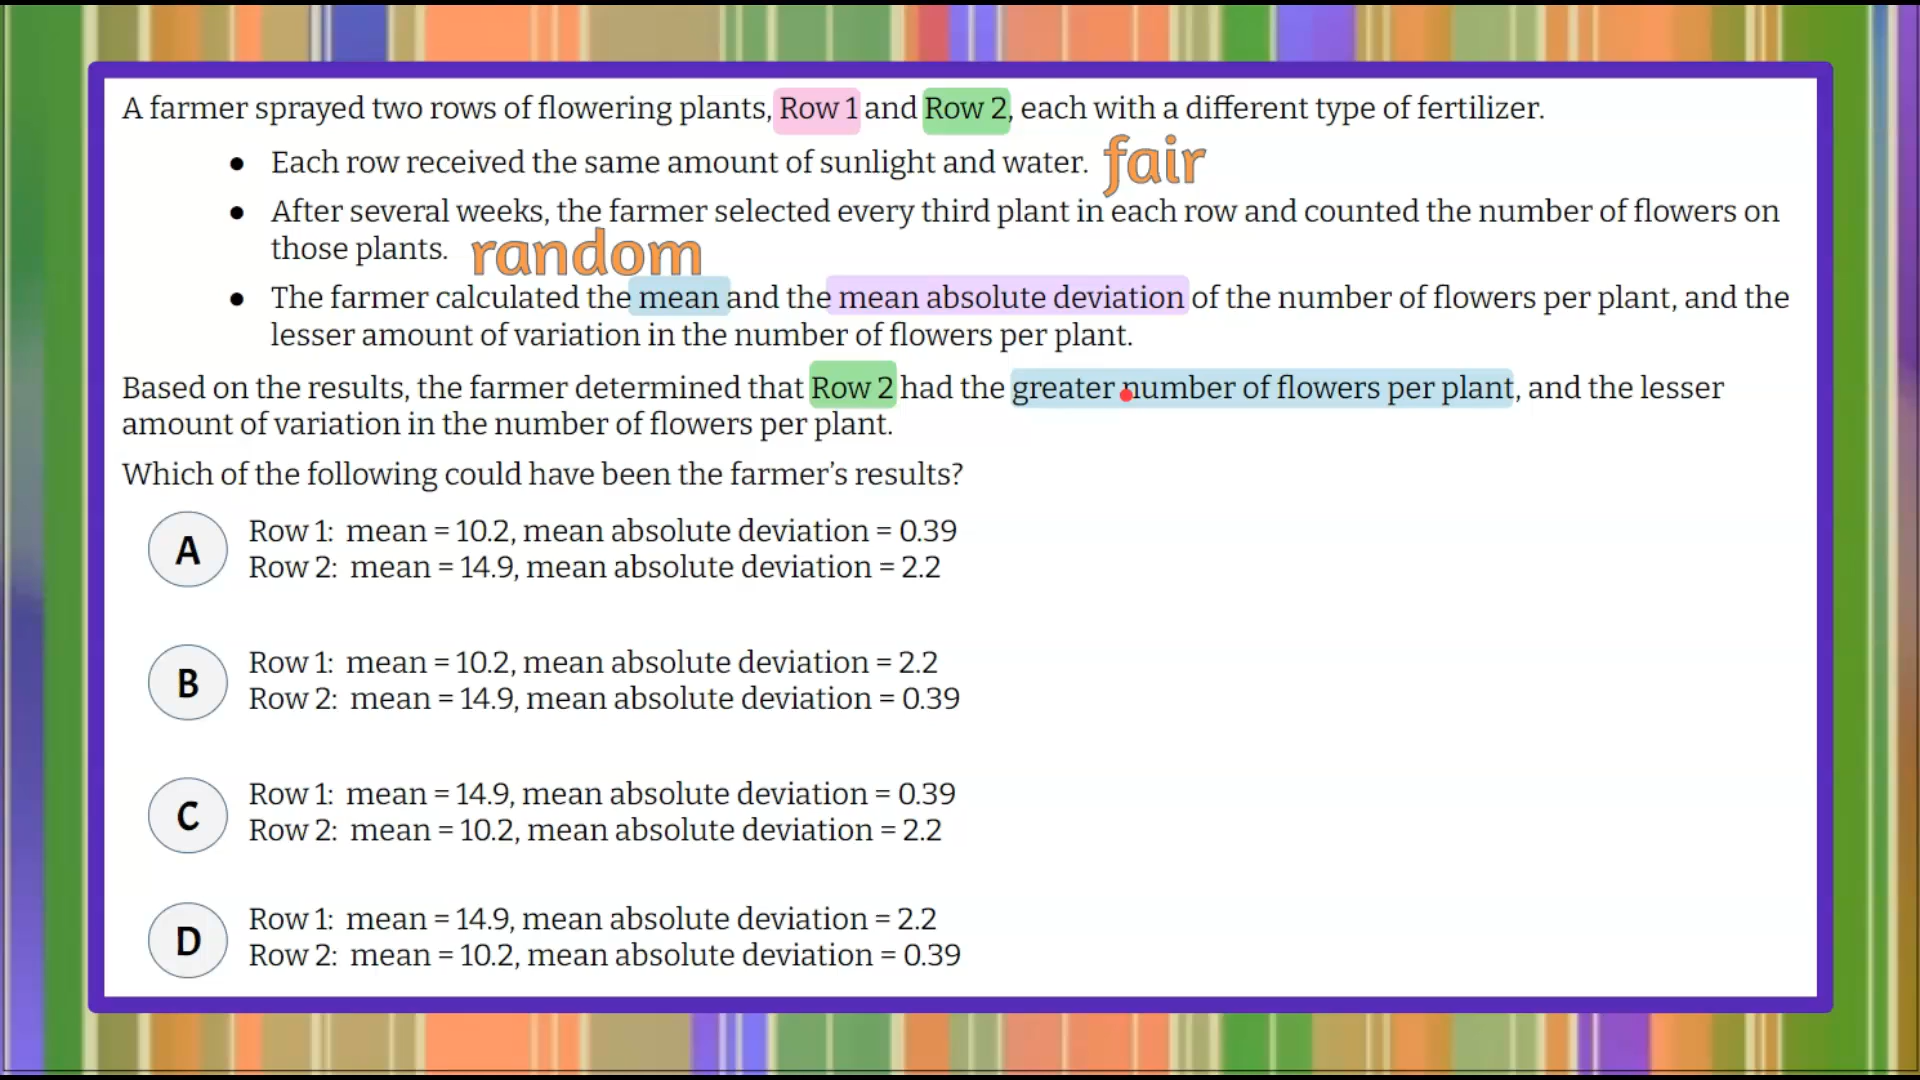 A farmer sprayed two rows of flowering plants, Row 1 and Row 2, each with a different type of fertilizer.
● Each row received the same amount of sunlight and water. fair
● After several weeks, the farmer selected every third plant in each row and counted the number of flowers on
those plants. random
● The farmer calculated the mean and the mean absolute deviation of the number of flowers per plant, and the
lesser amount of variation in the number of flowers per plant.
Based on the results, the farmer determined that Row 2 had the greater number of flowers per plant, and the lesser
amount of variation in the number of flowers per plant.
Which of the following could have been the farmer’s results?
A Row 1: mean = 10.2, mean absolute deviation = 0.39
Row 2: mean = 14.9, mean absolute deviation = 2.2
B Row 1: mean = 10.2, mean absolute deviation = 2.2
Row 2: mean = 14.9, mean absolute deviation = 0.39
C Row 1: mean = 14.9, mean absolute deviation = 0.39
Row 2: mean = 10.2, mean absolute deviation = 2.2
D Row 1: mean = 14.9, mean absolute deviation = 2.2
Row 2: mean = 10.2, mean absolute deviation = 0.39